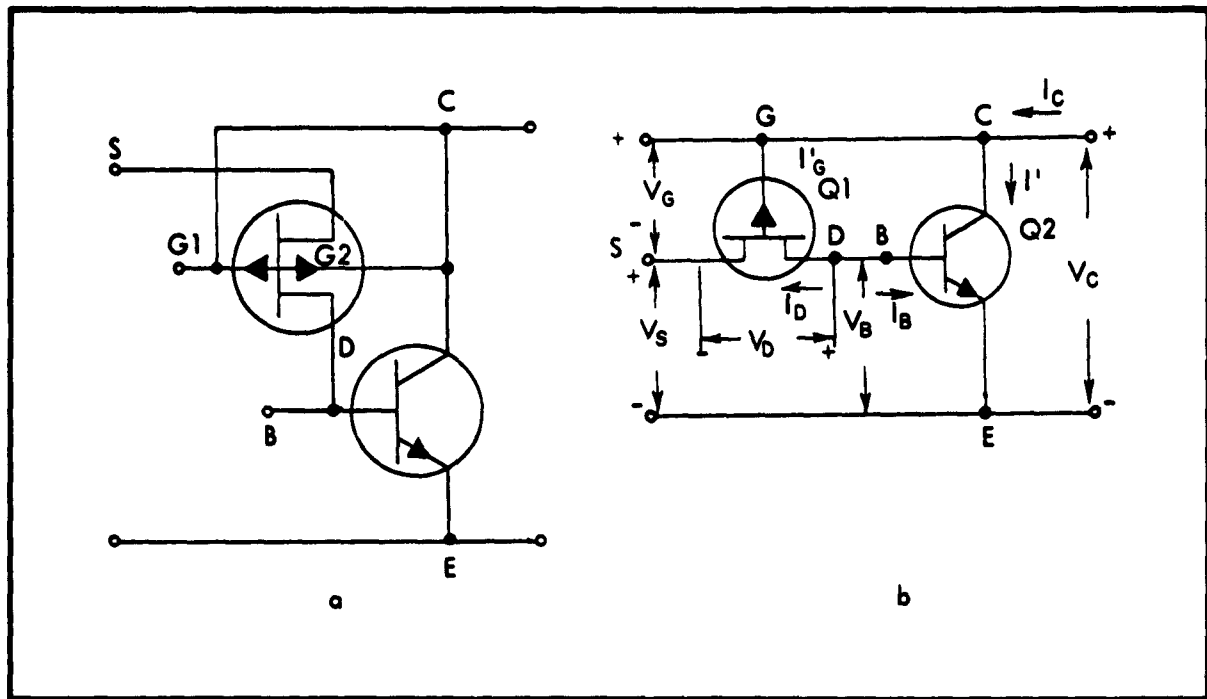 C
S
G1
G2
D
B
E
a
G
C
I_C
+
+
I'_G
I'
V_G
Q1
Q2
-
S
D
B
+
V_C
I_D
I_B
V_S
V_D
V_B
-
+
-
-
E
b